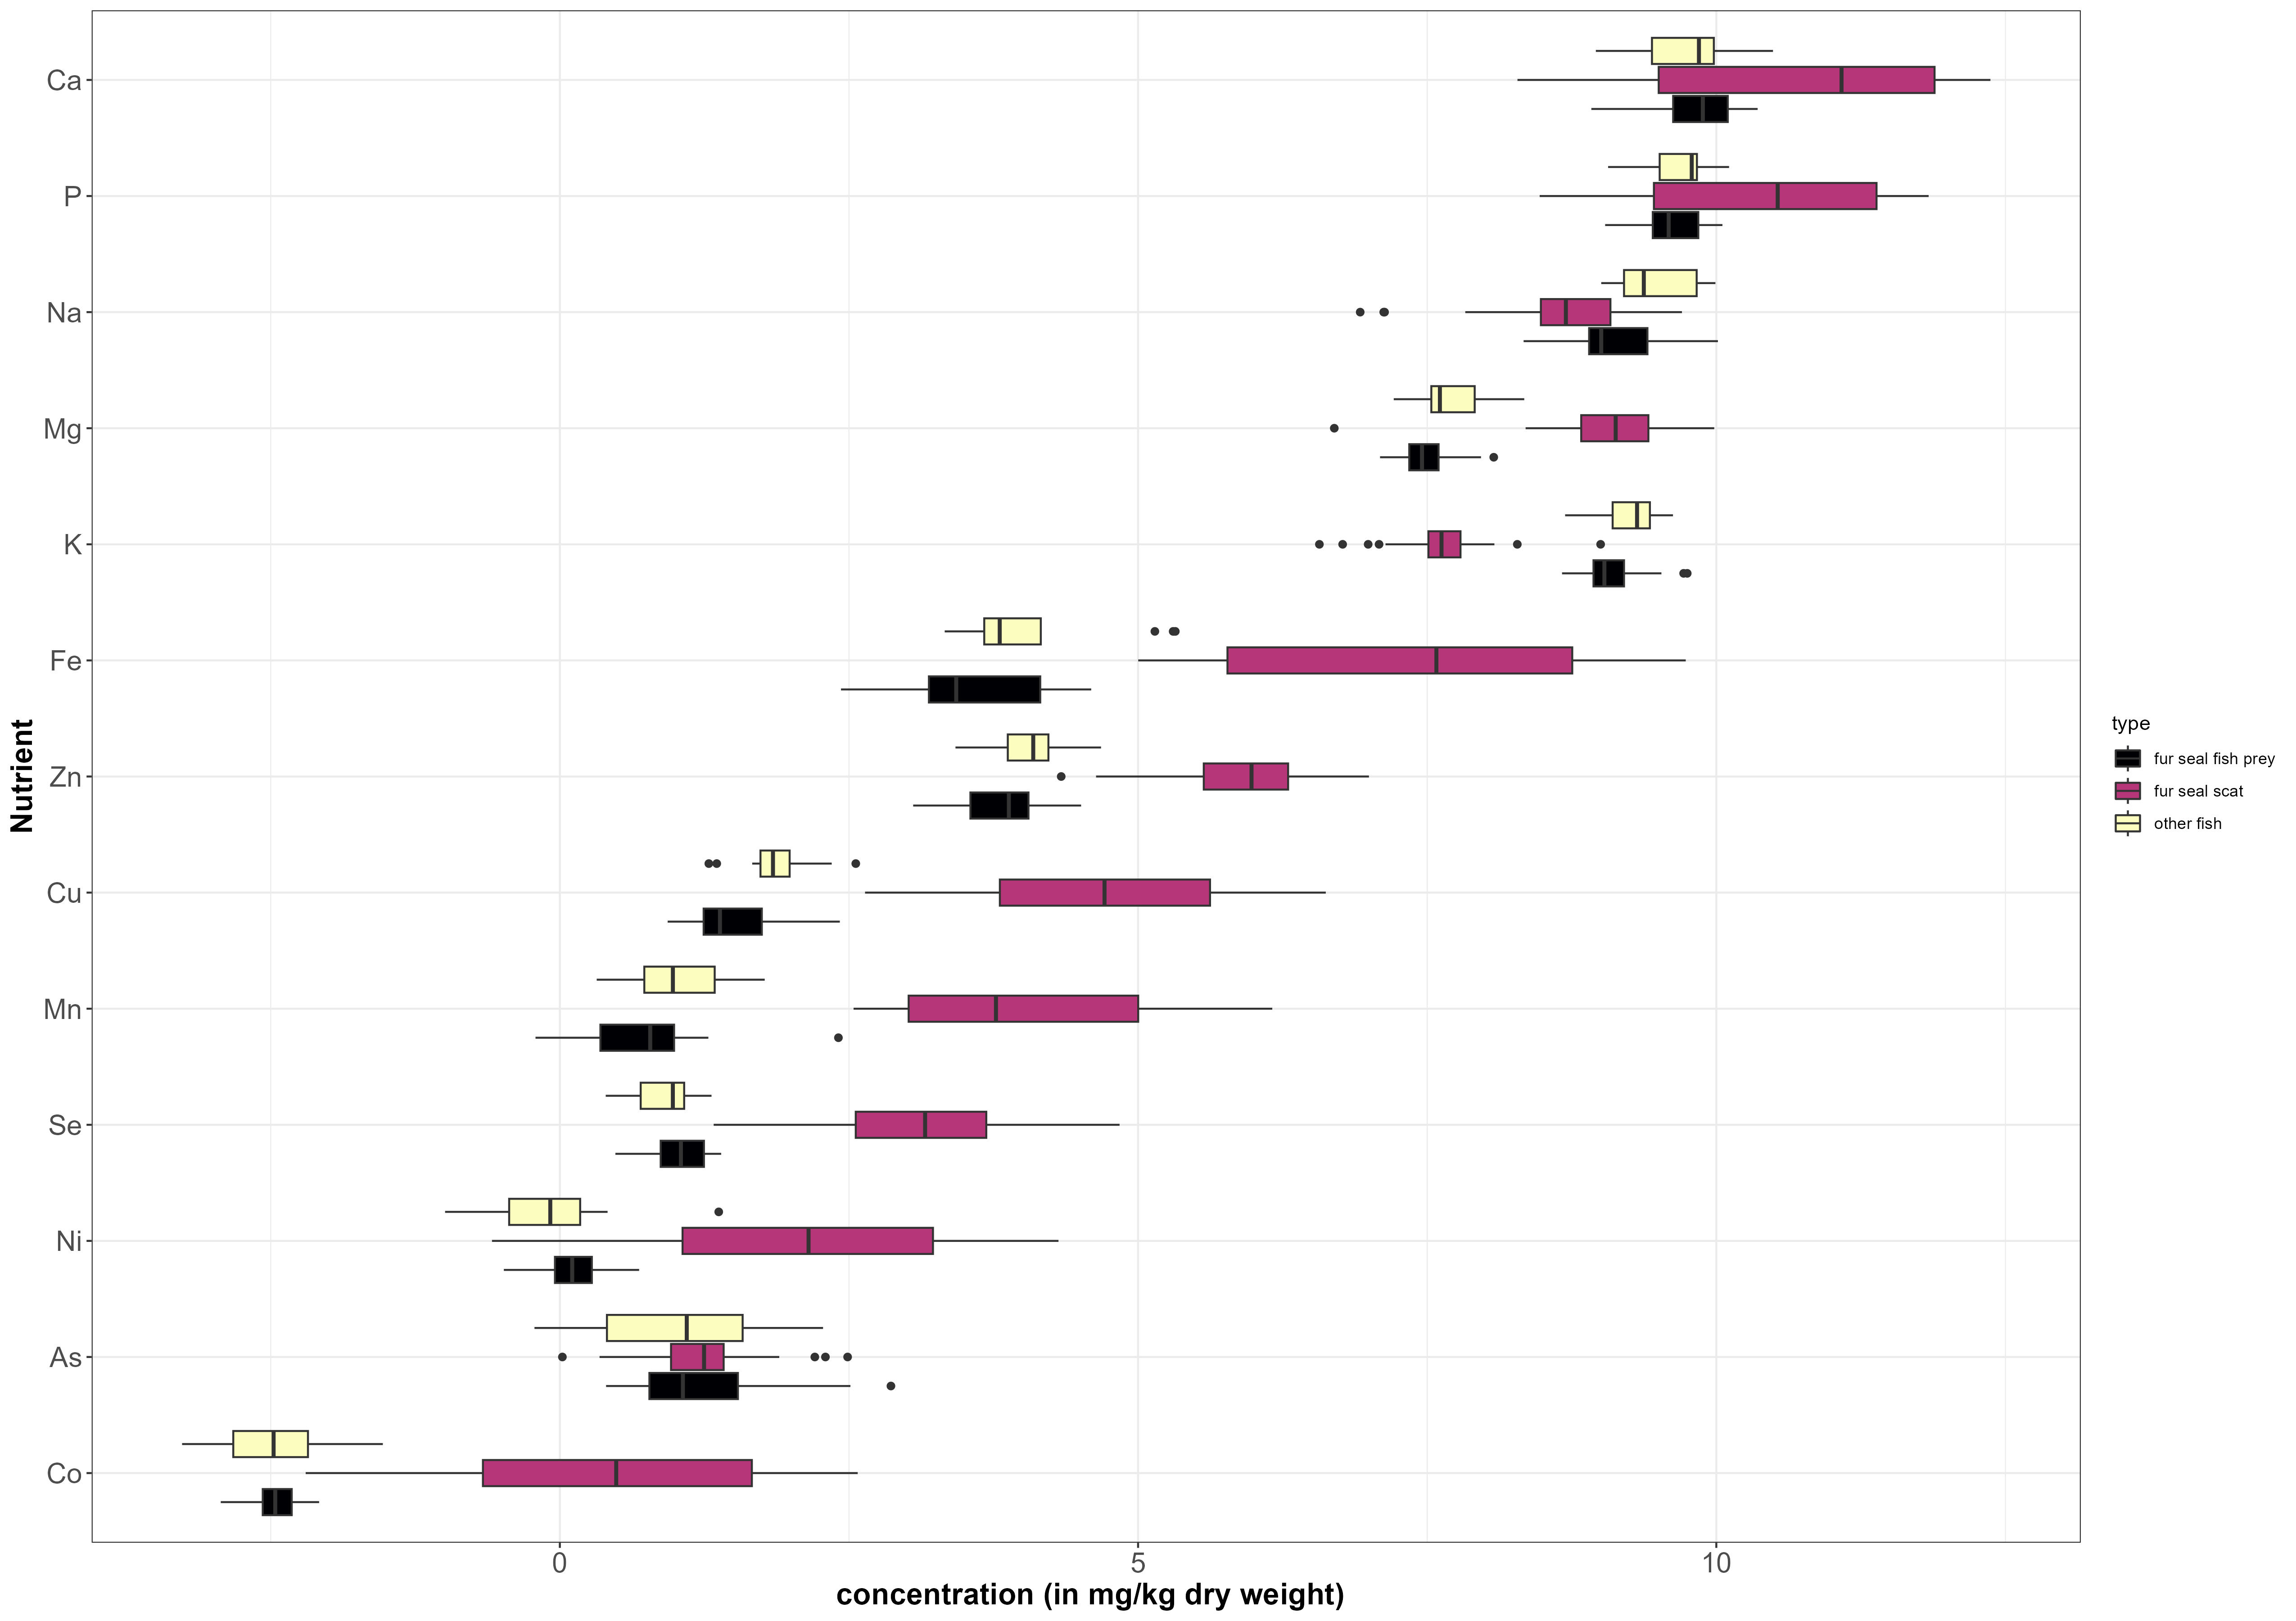 Ca
P
Na
Mg
K
Fe
Zn
Cu
Mn
Se
Ni
As
Co
Nutrient
0 5 10
concentration (in mg/kg dry weight)
type
fur seal fish prey
fur seal scat
other fish